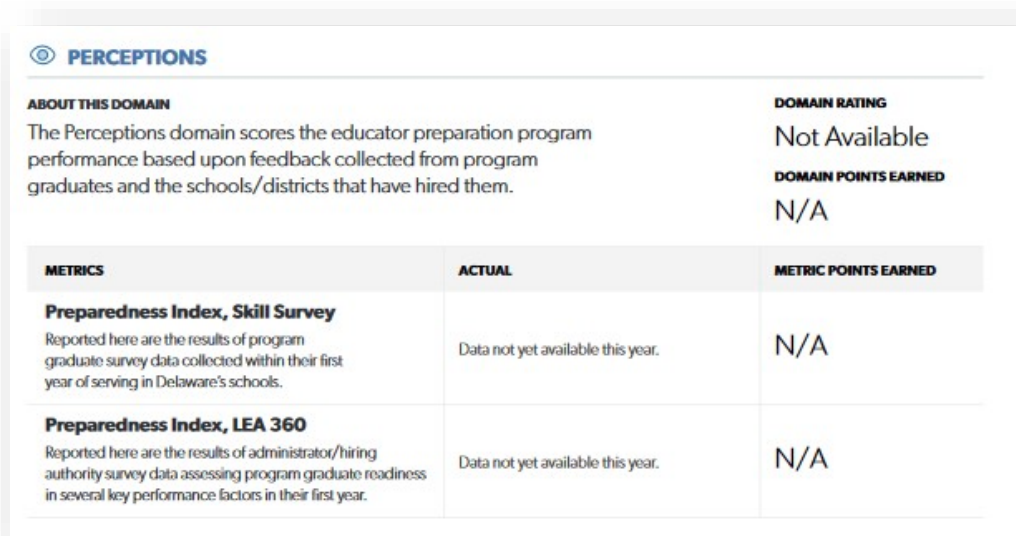 PERCEPTIONS
ABOUT THIS DOMAIN
The Perceptions domain scores the educator preparation program
performance based upon feedback collected from program
graduates and the schools/districts that have hired them.
DOMAIN RATING
Not Available
DOMAIN POINTS EARNED
N/A
METRICS ACTUAL METRIC POINTS EARNED
Preparedness Index, Skill Survey
Reported here are the results of program
graduate survey data collected within their first
year of serving in Delaware's schools.
Data not yet available this year.
N/A
Preparedness Index, LEA 360
Reported here are the results of administrator/hiring
authority survey data assessing program graduate readiness
in several key performance factors in their first year.
Data not yet available this year.
N/A